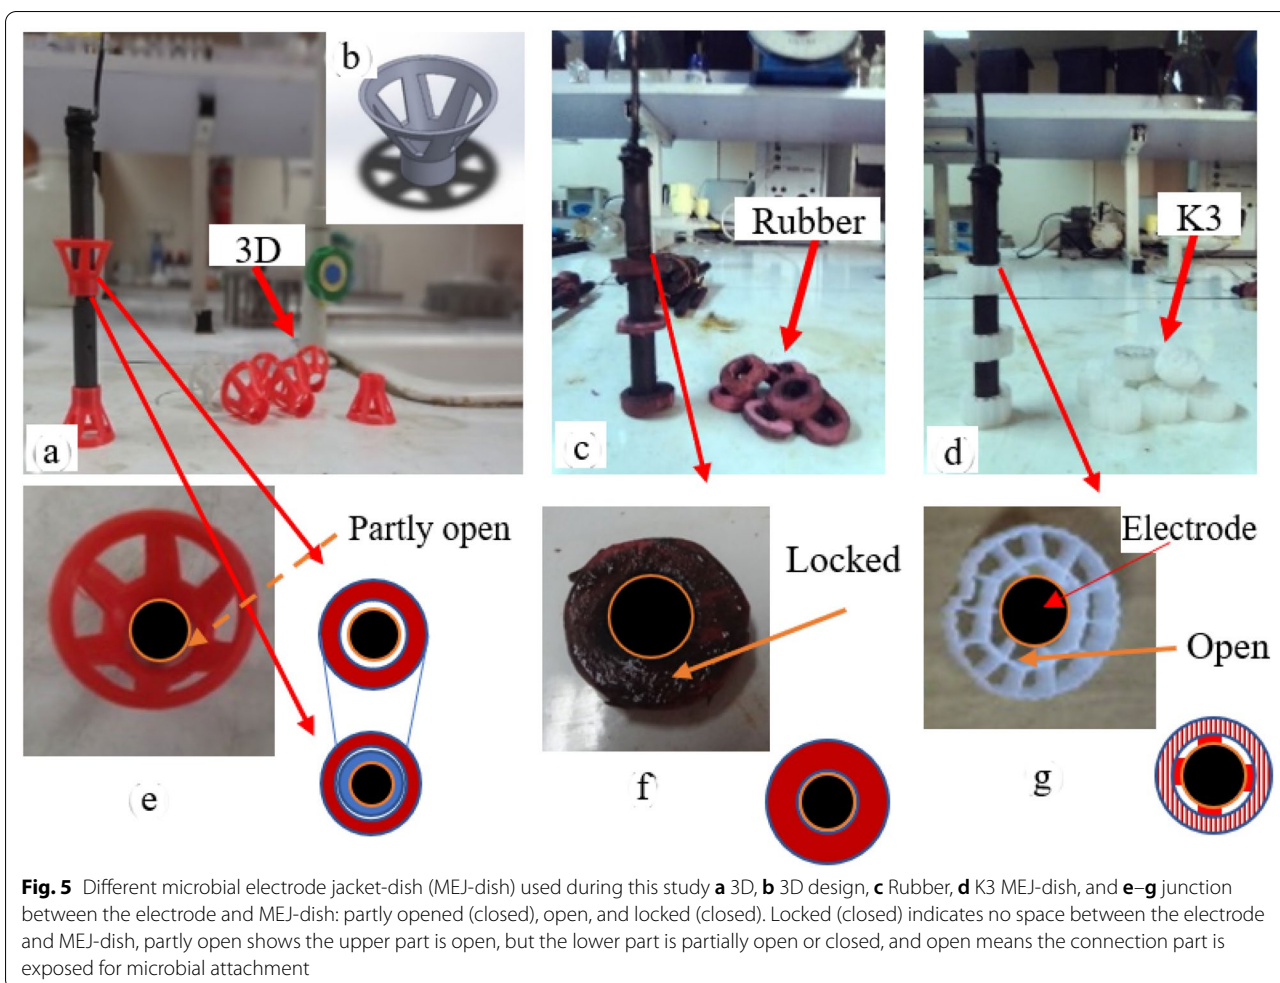 b
3D
a
Rubber
c
K3
d
Partly open
e
Locked
f
Electrode
Open
g
Fig. 5 Different microbial electrode jacket-dish (MEJ-dish) used during this study a 3D, b 3D design, c Rubber, d K3 MEJ-dish, and e–g junction
between the electrode and MEJ-dish: partly opened (closed), open, and locked (closed). Locked (closed) indicates no space between the electrode
and MEJ-dish, partly open shows the upper part is open, but the lower part is partially open or closed, and open means the connection part is
exposed for microbial attachment